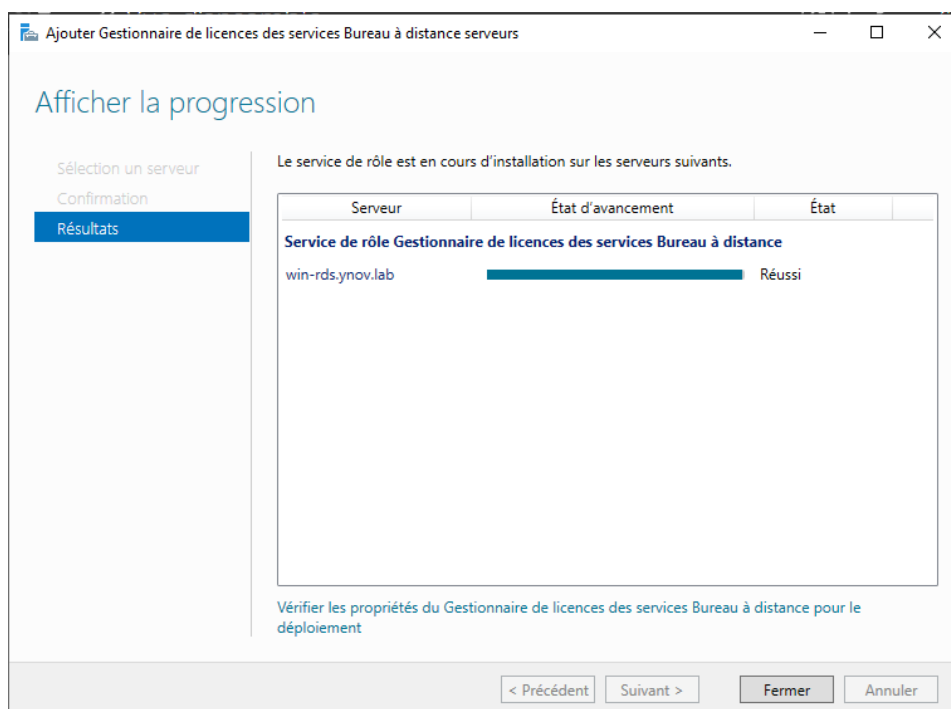 Ajouter Gestionnaire de licences des services Bureau à distance serveurs
Afficher la progression
Sélection un serveur
Confirmation
Résultats
Le service de rôle est en cours d'installation sur les serveurs suivants.
Serveur État d'avancement État
Service de rôle Gestionnaire de licences des services Bureau à distance
win-rds.ynov.lab Réussi
Vérifier les propriétés du Gestionnaire de licences des services Bureau à distance pour le
déploiement
< Précédent Suivant > Fermer Annuler